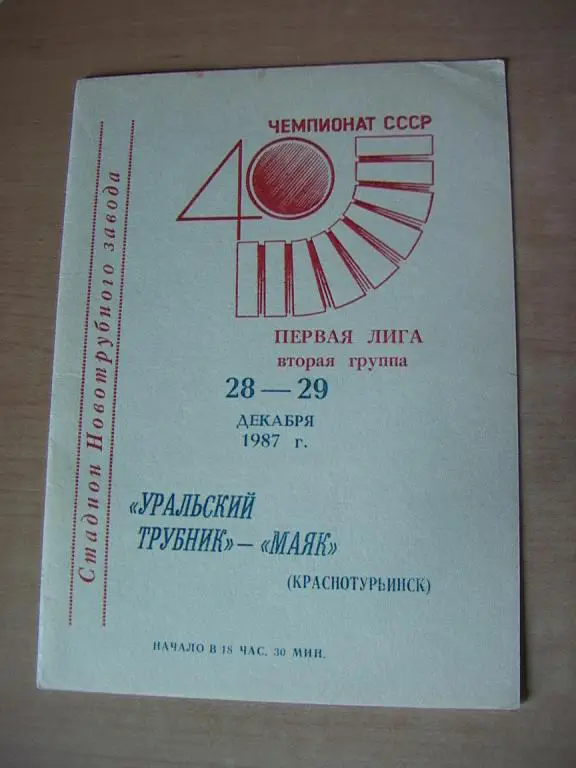 Стадион Новотрубного завода
ЧЕМПИОНАТ СССР
40
ПЕРВАЯ ЛИГА
вторая группа
28—29
ДЕКАБРЯ
1987 г.
«УРАЛЬСКИЙ
ТРУБНИК» — «МАЯК»
(КРАСНОТУРЬИНСК)
НАЧАЛО В 18 ЧАС. 30 МИН.